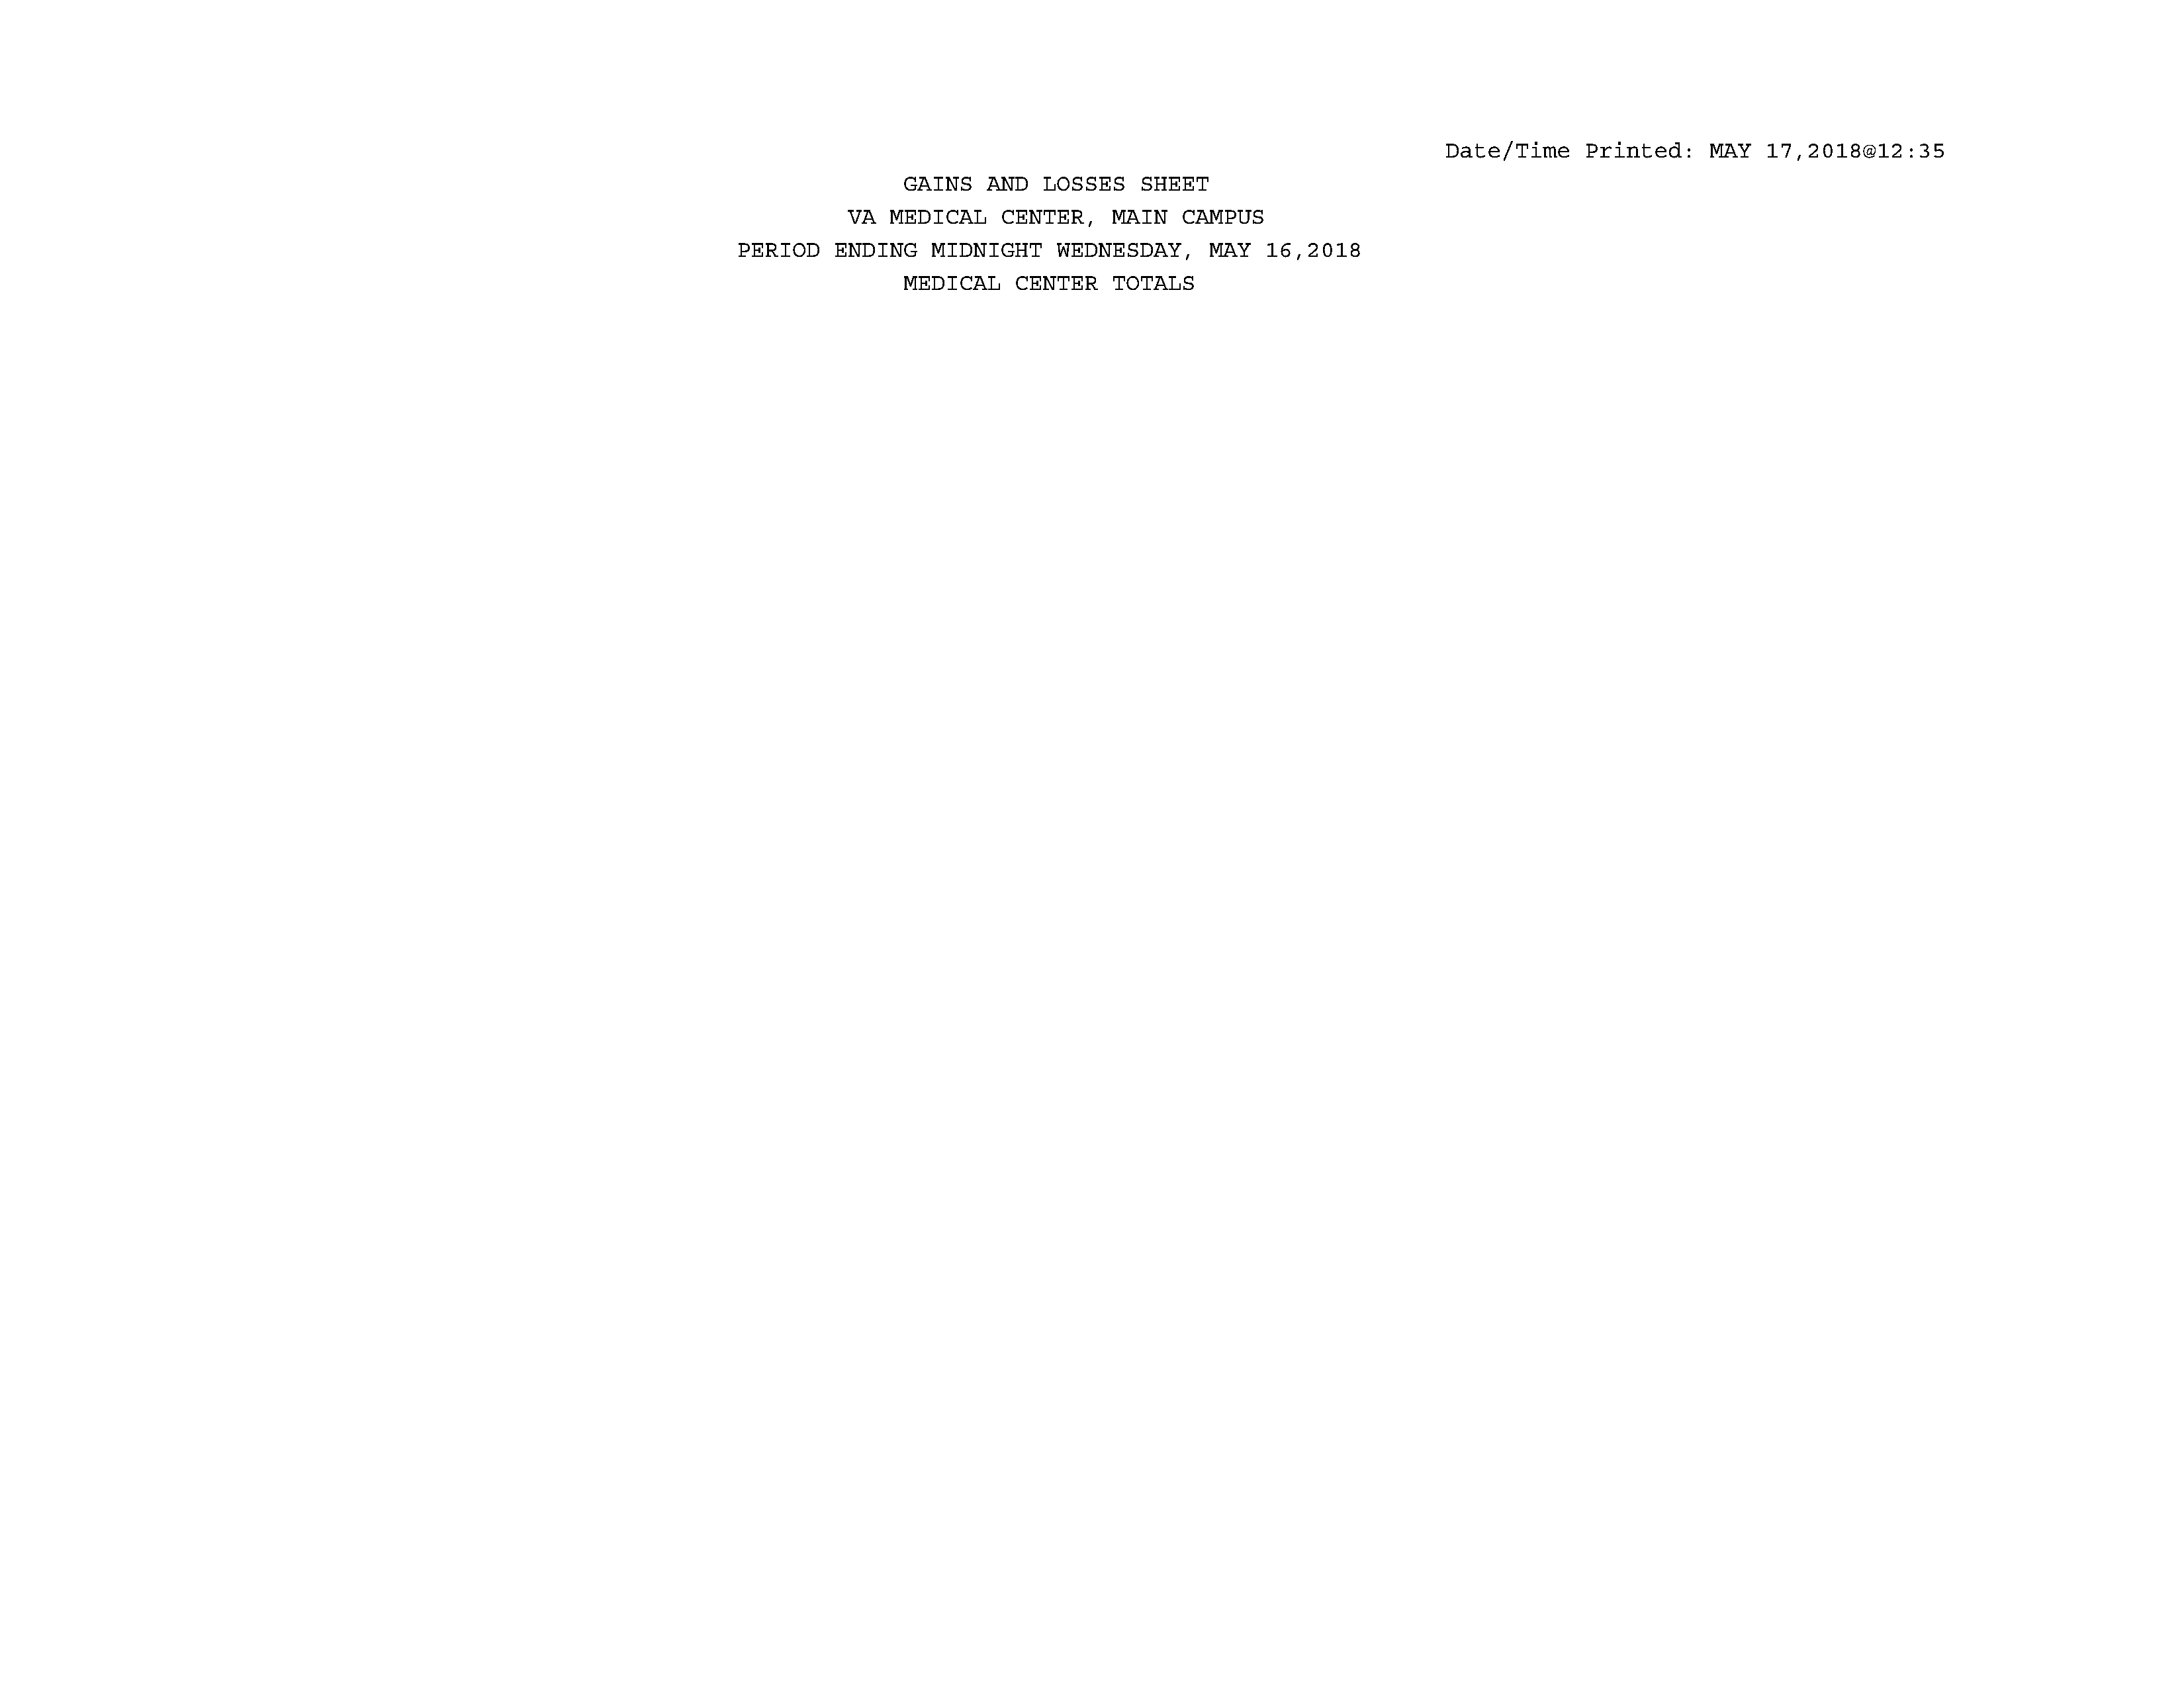 Date/Time Printed: MAY 17,2018@12:35
GAINS AND LOSSES SHEET
VA MEDICAL CENTER, MAIN CAMPUS
PERIOD ENDING MIDNIGHT WEDNESDAY, MAY 16,2018
MEDICAL CENTER TOTALS